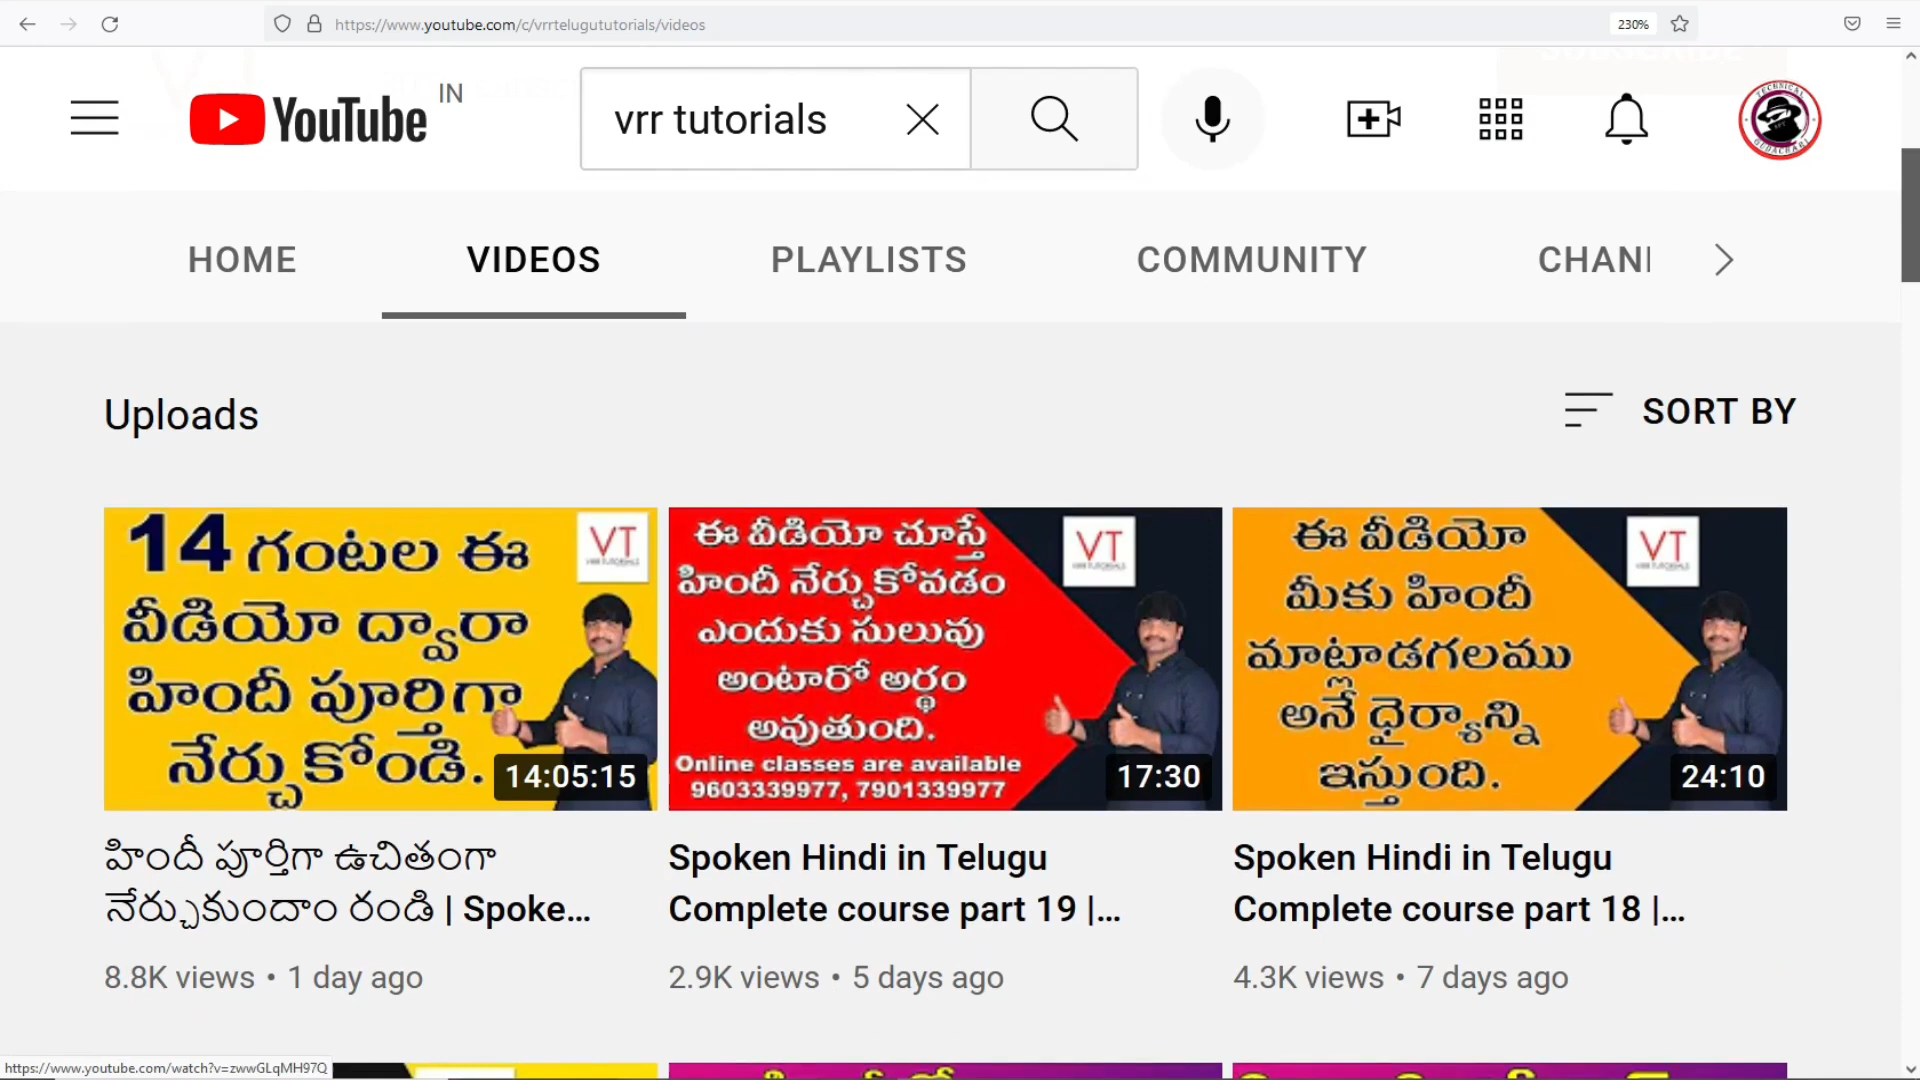 https://www.youtube.com/c/vrrtelugututorials/videos
230%
YouTube IN
vrr tutorials
HOME
VIDEOS
PLAYLISTS
COMMUNITY
CHANI
Uploads
SORT BY
14 గంటల ఈ
వీడియో ద్వారా
హిందీ పూర్తిగా
నేర్చుకోండి.
VT
14:05:15
ఈ వీడియో చూస్తే
హిందీ నేర్చుకోవడం
ఎందుకు సులువు
అంటారో అర్థం
అవుతుంది.
Online classes are available
9603339977, 7901339977
VT
17:30
ఈ వీడియో
మీకు హిందీ
మాట్లాడగలము
అనే ధైర్యాన్ని
ఇస్తుంది.
VT
24:10
హిందీ పూర్తిగా ఉచితంగా
నేర్చుకుందాం రండి | Spoke...
8.8K views • 1 day ago
Spoken Hindi in Telugu
Complete course part 19 |...
2.9K views • 5 days ago
Spoken Hindi in Telugu
Complete course part 18 |...
4.3K views • 7 days ago
https://www.youtube.com/watch?v=zwwGLqMH97Q